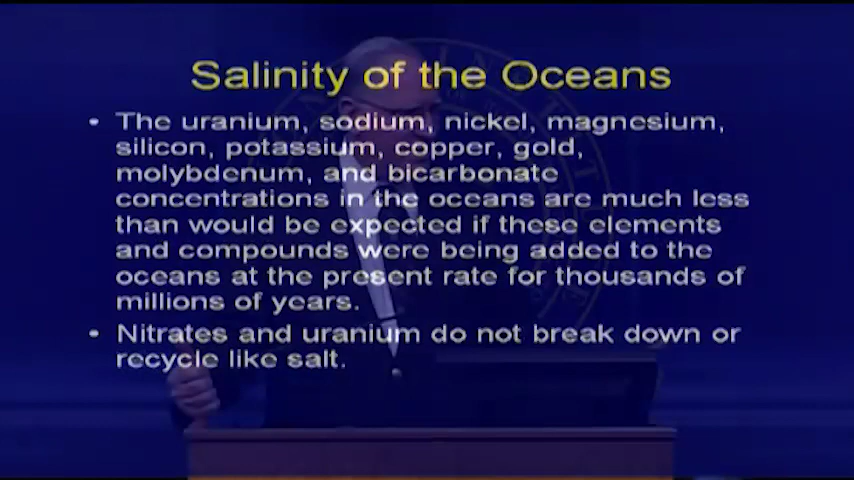 Salinity of the Oceans
• The uranium, sodium, nickel, magnesium,
silicon, potassium, copper, gold,
molybdenum, and bicarbonate
concentrations in the oceans are much less
than would be expected if these elements
and compounds were being added to the
oceans at the present rate for thousands of
millions of years.
• Nitrates and uranium do not break down or
recycle like salt.